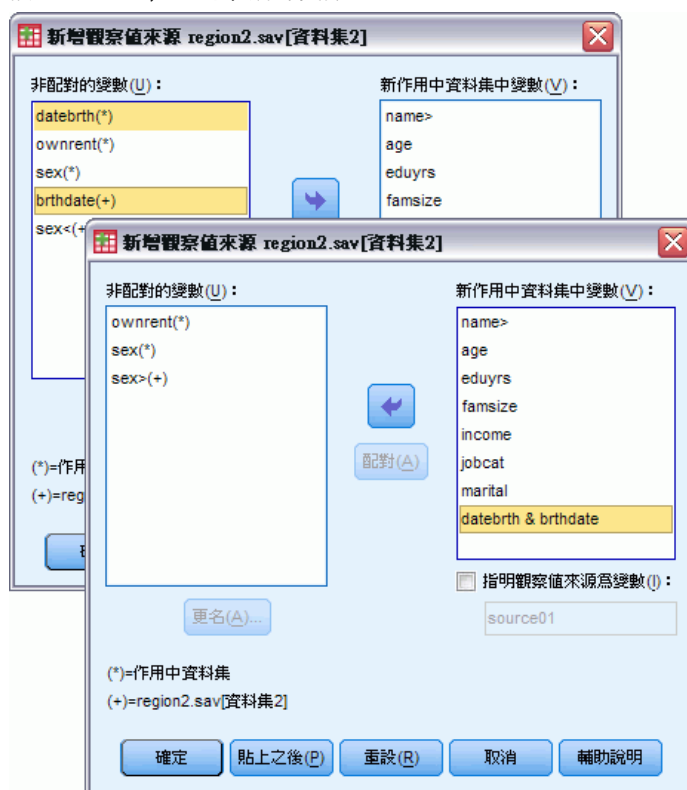 新增觀察值來源 region2.sav[資料集2]
非配對的變數(U)：
新作用中資料集中變數(V)：
datebrth(*)
ownrent(*)
sex(*)
brthdate(+)
sex<(+
name>
age
eduyrs
famsize
(*)=作用
(+)=reg
新增觀察值來源 region2.sav[資料集2]
非配對的變數(U)：
新作用中資料集中變數(V)：
ownrent(*)
sex(*)
sex>(+)
配對(A)
name>
age
eduyrs
famsize
income
jobcat
marital
datebrth & brthdate
指明觀察值來源為變數(I)：
source01
更名(A)...
(*)=作用中資料集
(+)=region2.sav[資料集2]
確定
貼上之後(P)
重設(R)
取消
輔助說明